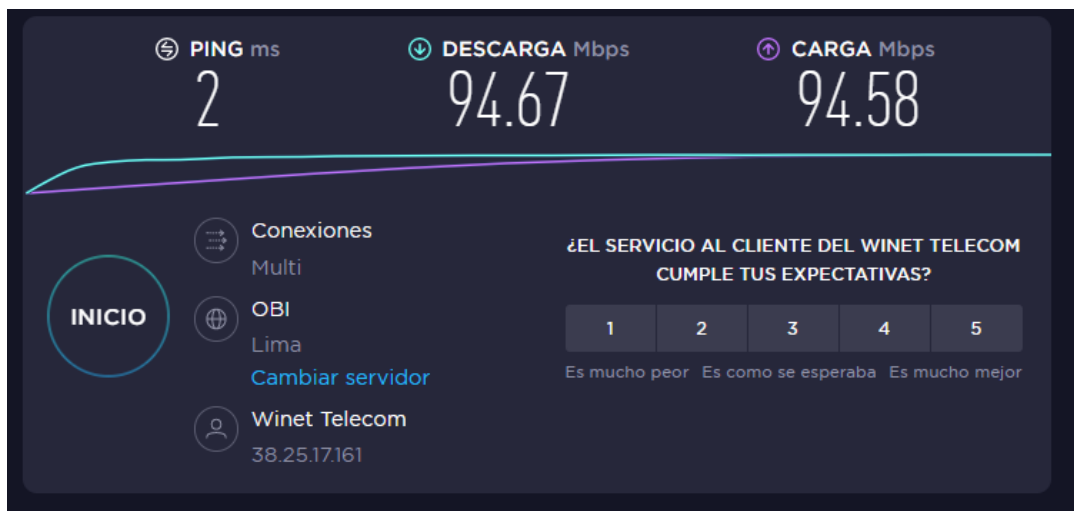 PING ms
2
DESCARGA Mbps
94.67
CARGA Mbps
94.58
INICIO
Conexiones
Multi
OBI
Lima
Cambiar servidor
Winet Telecom
38.25.17.161
¿EL SERVICIO AL CLIENTE DEL WINET TELECOM
CUMPLE TUS EXPECTATIVAS?
1 2 3 4 5
Es mucho peor Es como se esperaba Es mucho mejor